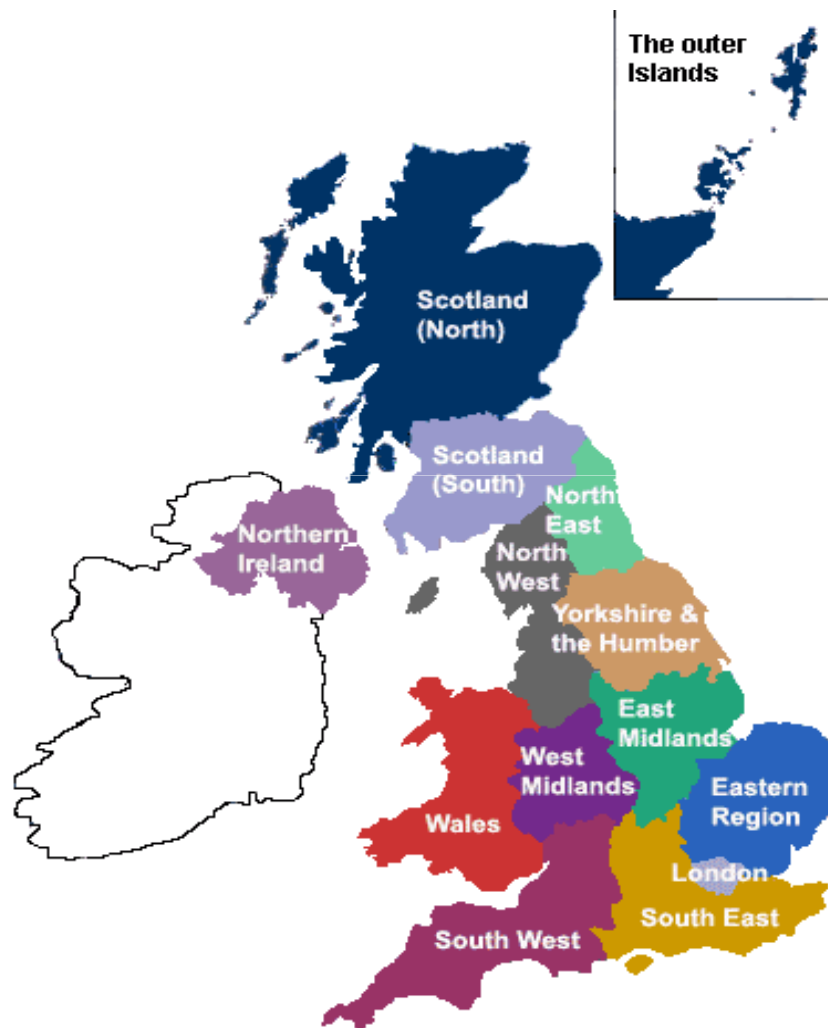 The outer
Islands
Scotland
(North)
Scotland
(South)
North
East
Northern
Ireland
North
West
Yorkshire &
the Humber
East
Midlands
West
Midlands
Eastern
Region
Wales
London
South East
South West